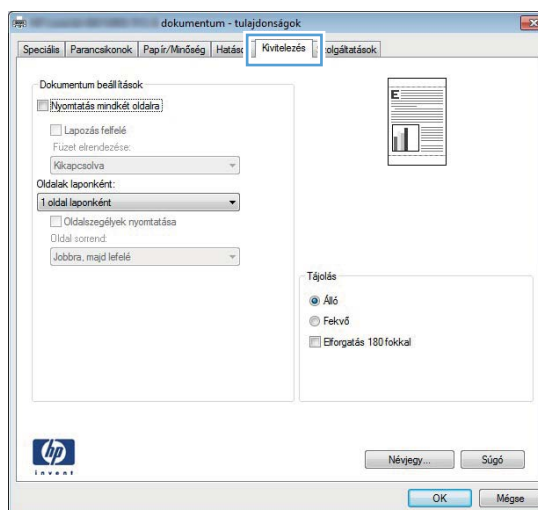 dokumentum - tulajdonságok
Speciális Parancsikonok Papír/Minőség Kivitelezés
Dokumentum beállítások
Nyomtatás mindkét oldalra
Lapozás felfelé
Füzet elrendezése:
Kikapcsolva
Oldalak laponként:
1 oldal laponként
Oldalszegélyek nyomtatása
Oldal sorrend:
Jobbra, majd lefelé
E
Tájolás
Álló
Fekvő
Elforgatás 180 fokkal
hp
invent
Névjegy... Súgó
OK Mégse